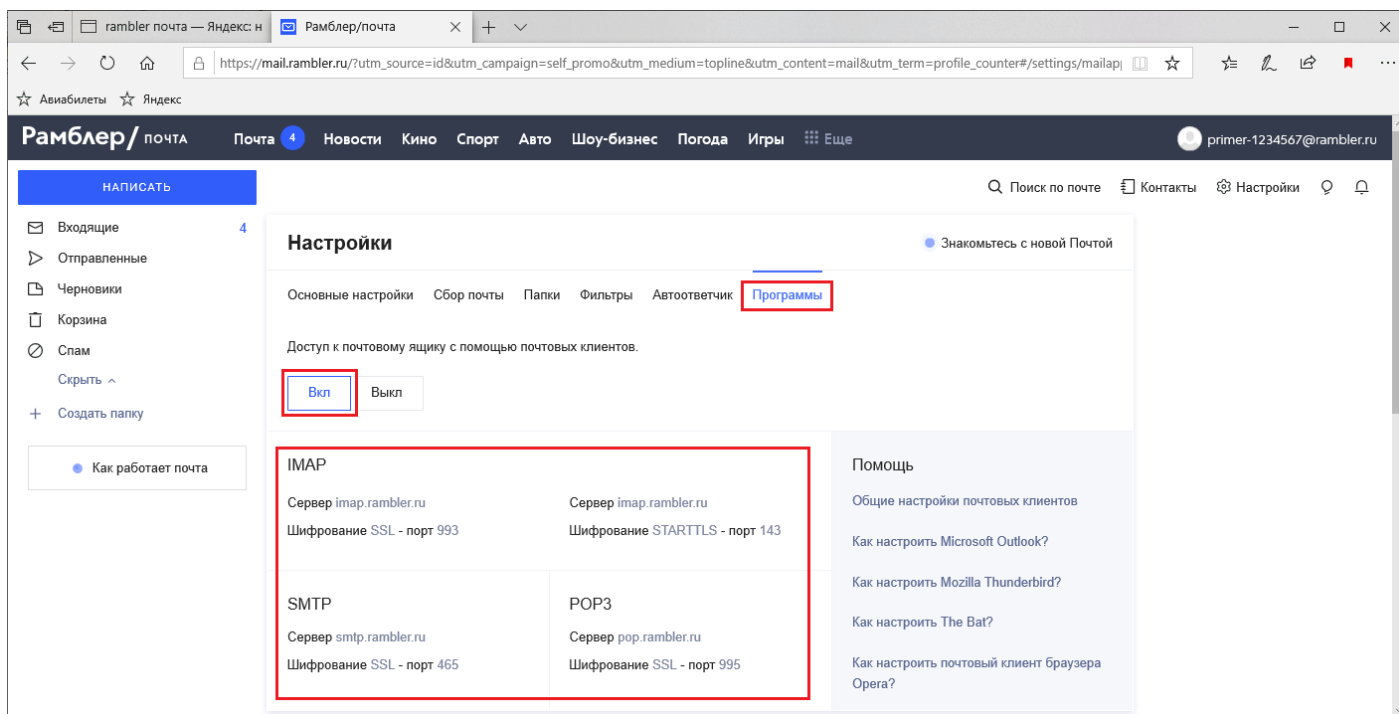 rambler почта — Яндекс: н
Рамблер/почта
https://mail.rambler.ru/?utm_source=id&utm_campaign=self_promo&utm_medium=topline&utm_content=mail&utm_term=profile_counter#/settings/mailap
Авиабилеты Яндекс
Рамблер/ почта Почта 4 Новости Кино Спорт Авто Шоу-бизнес Погода Игры Еще primer-1234567@rambler.ru
НАПИСАТЬ
Поиск по почте Контакты Настройки
Входящие 4
Отправленные
Черновики
Корзина
Спам
Скрыть
Создать папку
Как работает почта
Настройки
Знакомьтесь с новой Почтой
Основные настройки Сбор почты Папки Фильтры Автоответчик Программы
Доступ к почтовому ящику с помощью почтовых клиентов.
Вкл Выкл
IMAP
Сервер imap.rambler.ru
Шифрование SSL - порт 993
Сервер imap.rambler.ru
Шифрование STARTTLS - порт 143
SMTP
Сервер smtp.rambler.ru
Шифрование SSL - порт 465
POP3
Сервер pop.rambler.ru
Шифрование SSL - порт 995
Помощь
Общие настройки почтовых клиентов
Как настроить Microsoft Outlook?
Как настроить Mozilla Thunderbird?
Как настроить The Bat?
Как настроить почтовый клиент браузера
Opera?